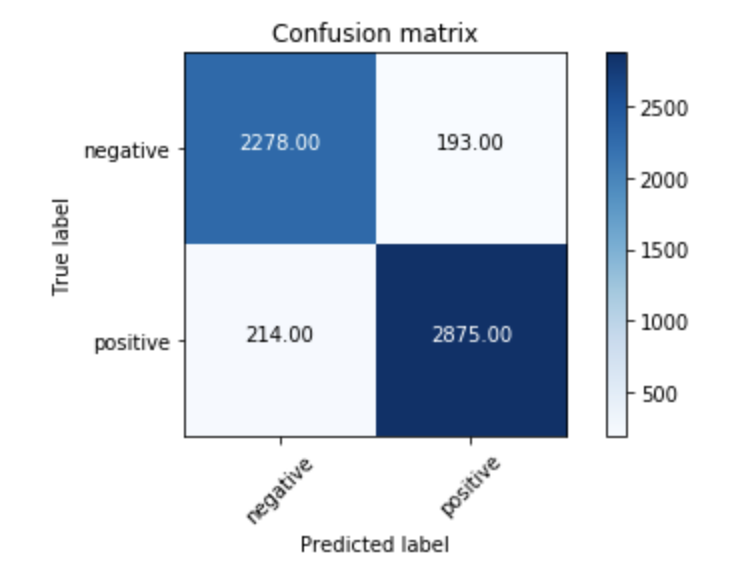 Confusion matrix
negative
2278.00
193.00
positive
214.00
2875.00
True label
negative
positive
Predicted label
2500
2000
1500
1000
500